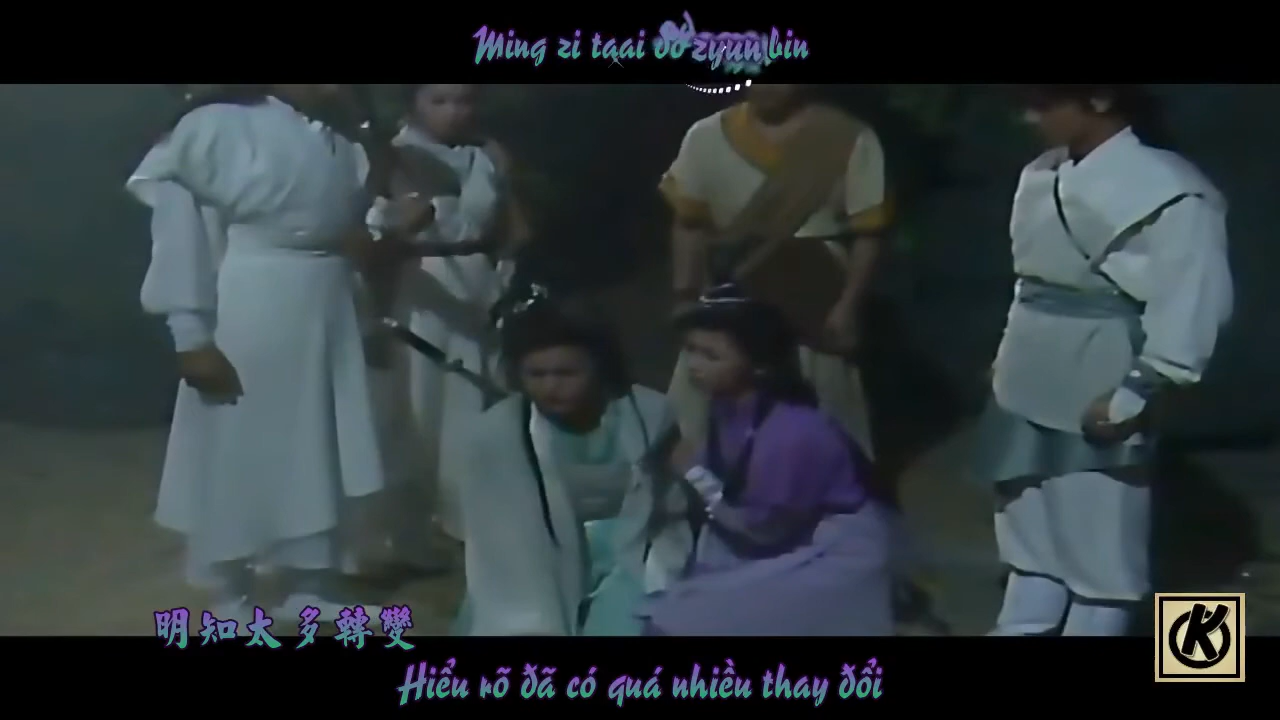 Ming zi taai do zyun bin
明知太多轉變
Hiểu rõ đã có quá nhiều thay đổi
K